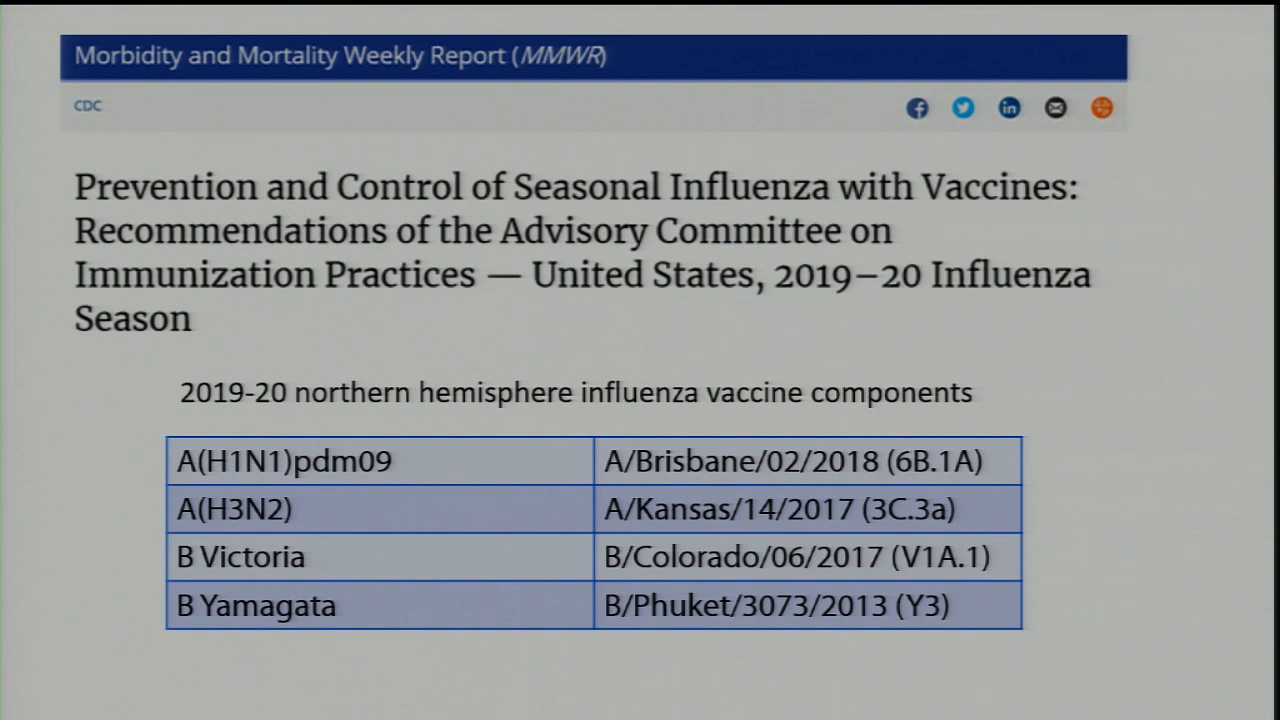 Morbidity and Mortality Weekly Report (MMWR)
CDC
Prevention and Control of Seasonal Influenza with Vaccines:
Recommendations of the Advisory Committee on
Immunization Practices — United States, 2019–20 Influenza
Season
2019-20 northern hemisphere influenza vaccine components
A(H1N1)pdm09 A/Brisbane/02/2018 (6B.1A)
A(H3N2) A/Kansas/14/2017 (3C.3a)
B Victoria B/Colorado/06/2017 (V1A.1)
B Yamagata B/Phuket/3073/2013 (Y3)